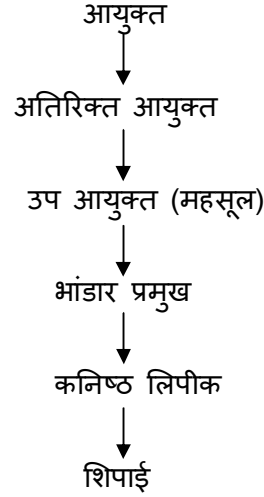 आयुक्त
अतिरिक्त आयुक्त
उप आयुक्त (महसूल)
भांडार प्रमुख
कनिष्ठ लिपीक
शिपाई